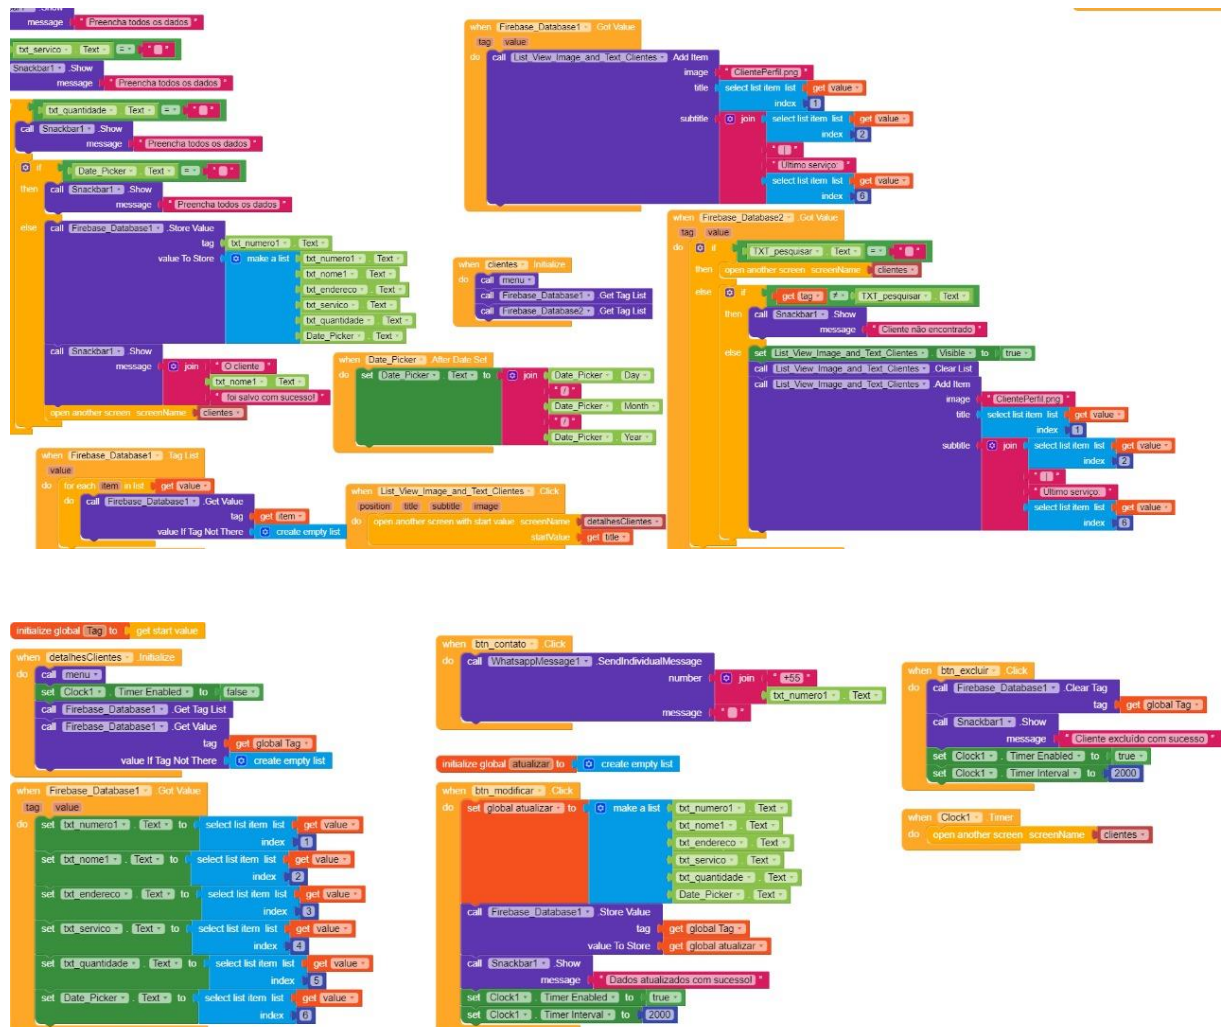 message " Preencha todos os dados "
txt_servico Text = " "
Snackbar1 .Show
message " Preencha todos os dados "
if txt_quantidade . Text = " "
call Snackbar1 .Show
message " Preencha todos os dados "
if Date_Picker . Text = " "
then call Snackbar1 .Show
message " Preencha todos os dados "
else call Firebase_Database1 .Store Value
tag txt_numero1 . Text
value To Store make a list txt_numero1 . Text
txt_nome1 . Text
txt_endereco . Text
txt_servico . Text
txt_quantidade . Text
Date_Picker . Text
call Snackbar1 .Show
message join " O cliente "
txt_nome1 . Text
" foi salvo com sucesso! "
open another screen screenName clientes
when Firebase_Database1 .Tag List
value
do for each item in list get value
do call Firebase_Database1 .Get Value
tag get item
value If Tag Not There create empty list
when Firebase_Database1 .Got Value
tag value
do call List_View_Image_and_Text_Clientes .Add Item
image " ClientePerfil.png "
title select list item list get value
index 1
subtitle join select list item list get value
index 2
" | "
" Ultimo serviço: "
select list item list get value
index 6
when clientes .Initialize
do call menu
call Firebase_Database1 .Get Tag List
call Firebase_Database2 .Get Tag List
when Date_Picker .After Date Set
do set Date_Picker . Text to join Date_Picker . Day
" / "
Date_Picker . Month
" / "
Date_Picker . Year
when List_View_Image_and_Text_Clientes .Click
position title subtitle image
do open another screen with start value screenName detalhesClientes
startValue get title
when Firebase_Database2 .Got Value
tag value
do if TXT_pesquisar . Text = " "
then open another screen screenName clientes
else if get tag ≠ TXT_pesquisar . Text
then call Snackbar1 .Show
message " Cliente não encontrado "
else set List_View_Image_and_Text_Clientes . Visible to true
call List_View_Image_and_Text_Clientes .Clear List
call List_View_Image_and_Text_Clientes .Add Item
image " ClientePerfil.png "
title select list item list get value
index 1
subtitle join select list item list get value
index 2
" | "
" Ultimo serviço: "
select list item list get value
index 6
initialize global Tag to get start value
when detalhesClientes .Initialize
do call menu
set Clock1 . Timer Enabled to false
call Firebase_Database1 .Get Tag List
call Firebase_Database1 .Get Value
tag get global Tag
value If Tag Not There create empty list
when Firebase_Database1 .Got Value
tag value
do set txt_numero1 . Text to select list item list get value
index 1
set txt_nome1 . Text to select list item list get value
index 2
set txt_endereco . Text to select list item list get value
index 3
set txt_servico . Text to select list item list get value
index 4
set txt_quantidade . Text to select list item list get value
index 5
set Date_Picker . Text to select list item list get value
index 6
when btn_contato .Click
do call WhatsappMessage1 .SendIndividualMessage
number join " +55 "
txt_numero1 . Text
message " "
initialize global atualizar to create empty list
when btn_modificar .Click
do set global atualizar to make a list txt_numero1 . Text
txt_nome1 . Text
txt_endereco . Text
txt_servico . Text
txt_quantidade . Text
Date_Picker . Text
call Firebase_Database1 .Store Value
tag get global Tag
value To Store get global atualizar
call Snackbar1 .Show
message " Dados atualizados com sucesso! "
set Clock1 . Timer Enabled to true
set Clock1 . Timer Interval to 2000
when btn_excluir .Click
do call Firebase_Database1 .Clear Tag
tag get global Tag
call Snackbar1 .Show
message " Cliente excluído com sucesso "
set Clock1 . Timer Enabled to true
set Clock1 . Timer Interval to 2000
when Clock1 .Timer
do open another screen screenName clientes